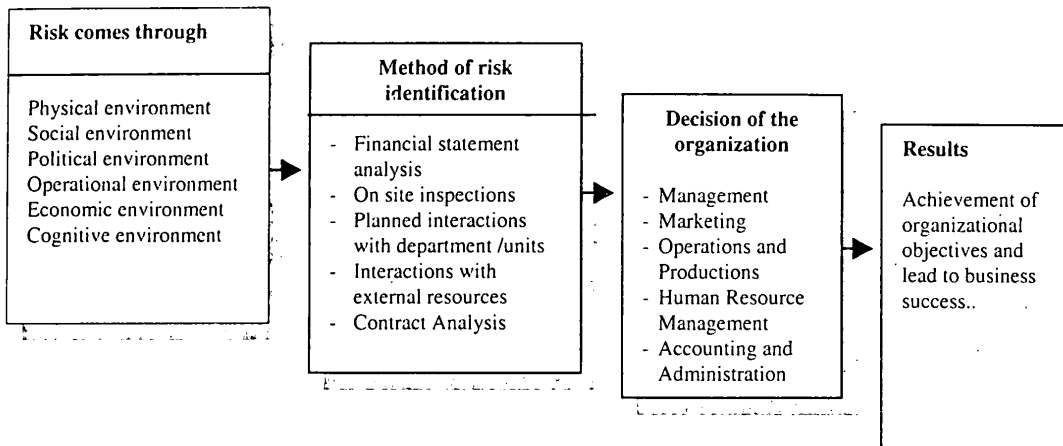 Risk comes through
Physical environment
Social environment
Political environment
Operational environment
Economic environment
Cognitive environment
Method of risk
identification
- Financial statement
analysis
- On site inspections
- Planned interactions
with department /units
- Interactions with
external resources
- Contract Analysis
Decision of the
organization
- Management
- Marketing
- Operations and
Productions
- Human Resource
Management
- Accounting and
Administration
Results
Achievement of
organizational
objectives and
lead to business
success..